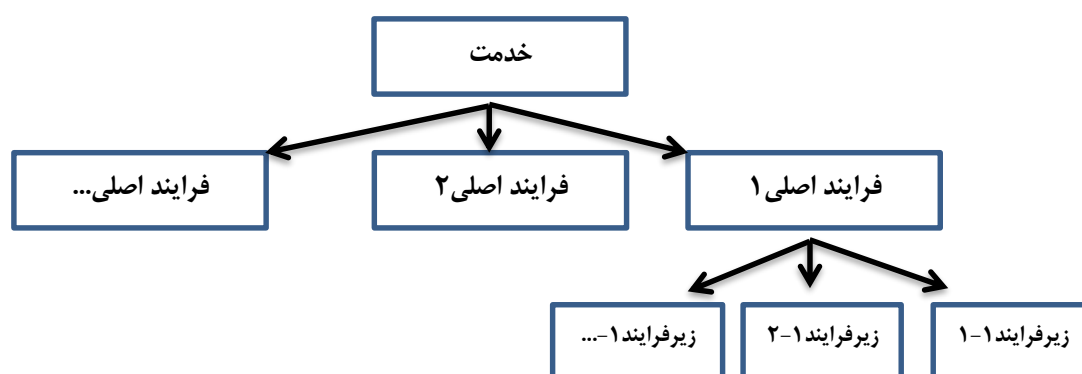 خدمت
فرایند اصلی۱
فرایند اصلی۲
فرایند اصلی...
زیرفرایند۱-۱
زیرفرایند۱-۲
زیرفرایند۱-...